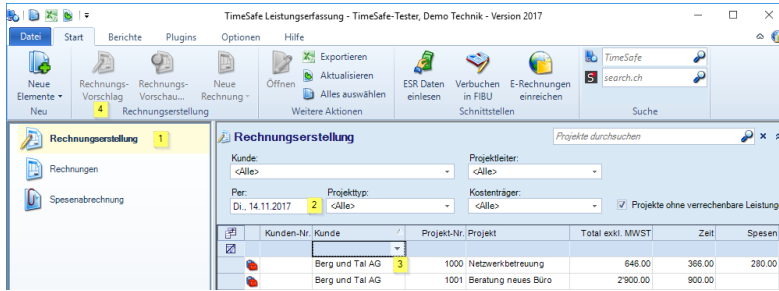 TimeSafe Leistungserfassung - TimeSafe-Tester, Demo Technik - Version 2017
Datei Start Berichte Plugins Optionen Hilfe
Neue Elemente
Rechnungs-Vorschlag
Rechnungs-Vorschau...
Neue Rechnung
Öffnen
Exportieren
Aktualisieren
Alles auswählen
ESR Daten einlesen
Verbuchen in FIBU
E-Rechnungen einreichen
TimeSafe
search.ch
Neu 4 Rechnungserstellung Weitere Aktionen Schnittstellen Suche
Rechnungserstellung 1
Rechnungen
Spesenabrechnung
Rechnungserstellung Projekte durchsuchen
Kunde: Projektleiter:
<Alle> <Alle>
Per: Projekttyp: Kostenträger:
Di., 14.11.2017 2 <Alle> <Alle> Projekte ohne verrechenbare Leistung
Kunden-Nr. Kunde Projekt-Nr. Projekt Total exkl. MWST Zeit Spesen
Berg und Tal AG 3 1000 Netzwerkbetreuung 646.00 366.00 280.00
Berg und Tal AG 1001 Beratung neues Büro 2'900.00 900.00